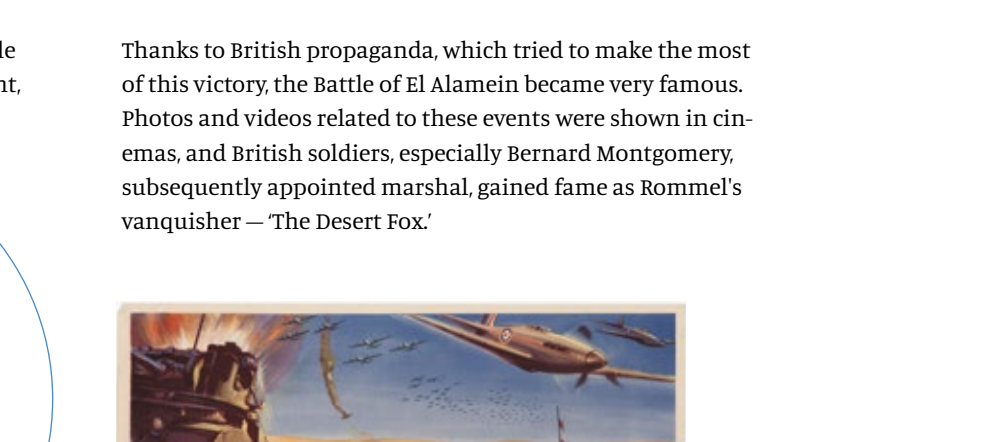 le
nt,
Thanks to British propaganda, which tried to make the most
of this victory, the Battle of El Alamein became very famous.
Photos and videos related to these events were shown in cin-
emas, and British soldiers, especially Bernard Montgomery,
subsequently appointed marshal, gained fame as Rommel's
vanquisher — ‘The Desert Fox.’